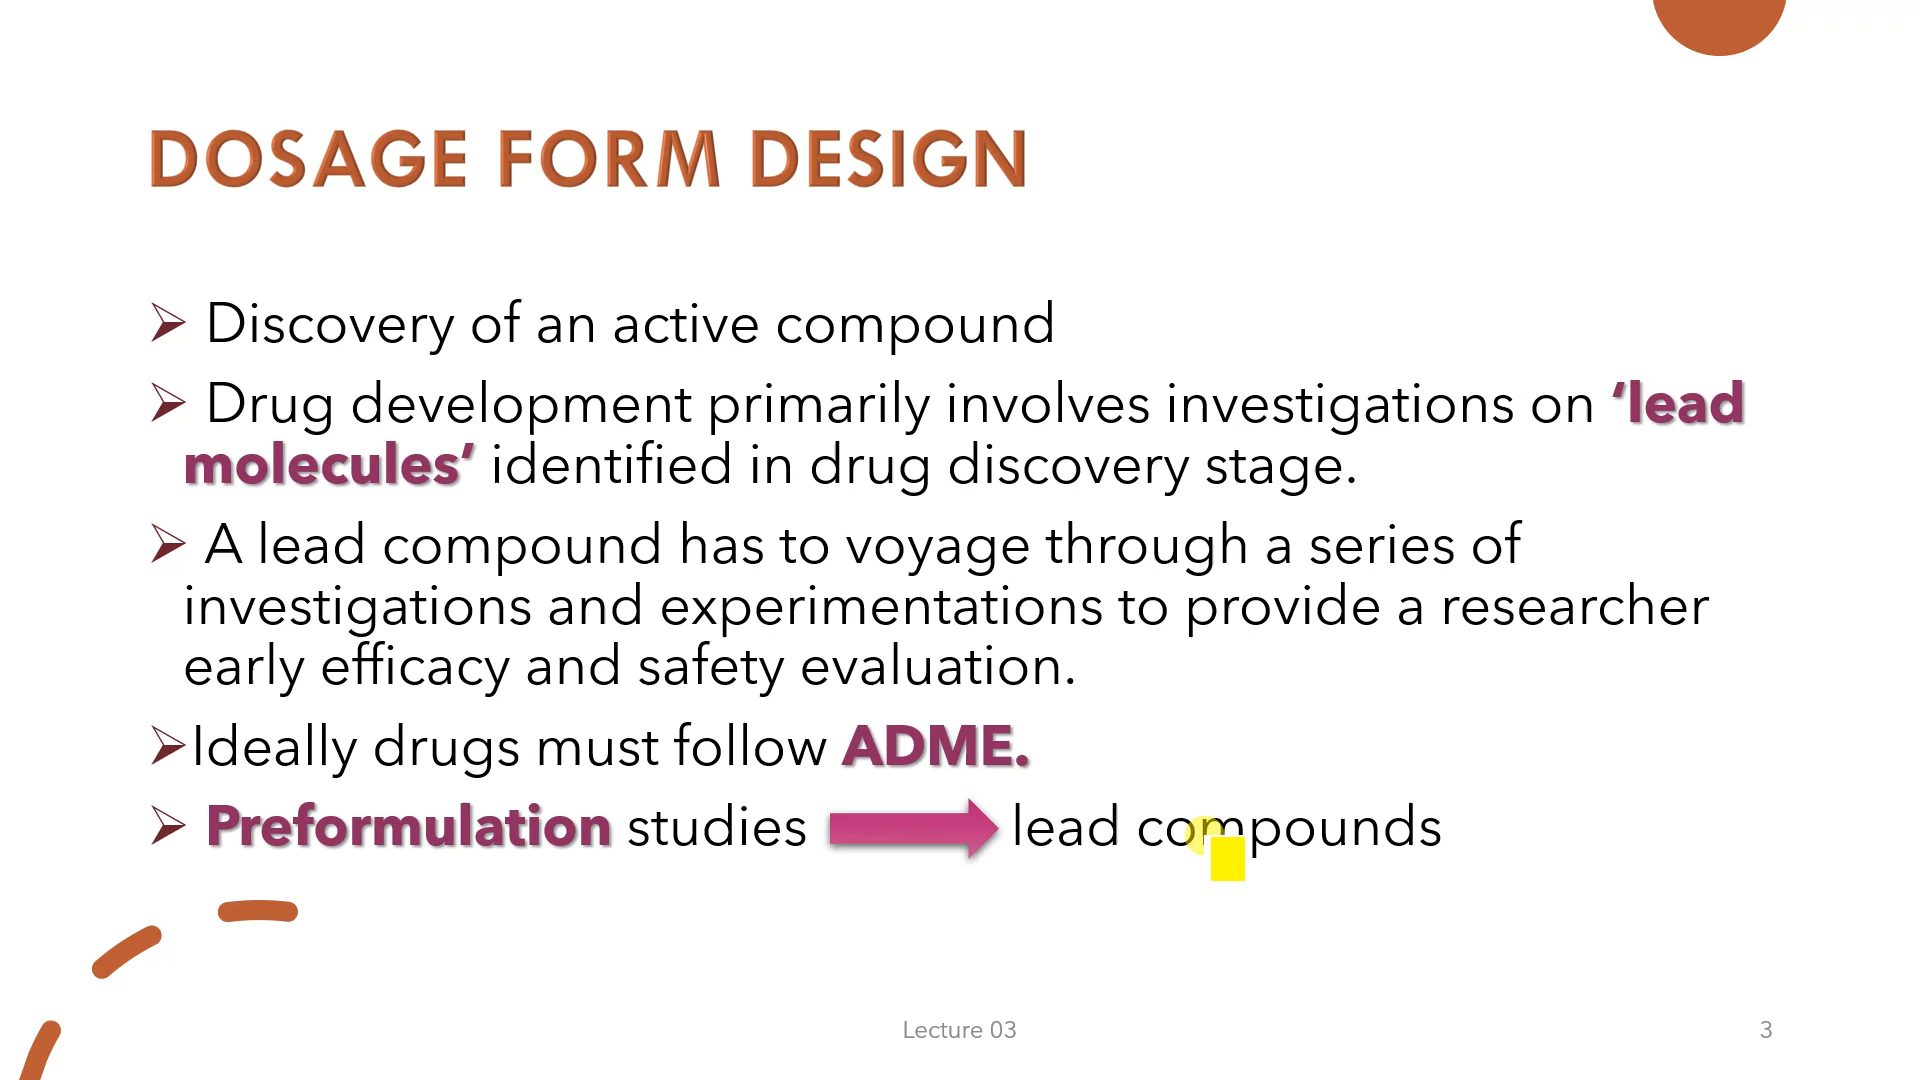 DOSAGE FORM DESIGN
Discovery of an active compound
Drug development primarily involves investigations on ‘lead
molecules’ identified in drug discovery stage.
A lead compound has to voyage through a series of
investigations and experimentations to provide a researcher
early efficacy and safety evaluation.
Ideally drugs must follow ADME.
Preformulation studies lead compounds
Lecture 03
3